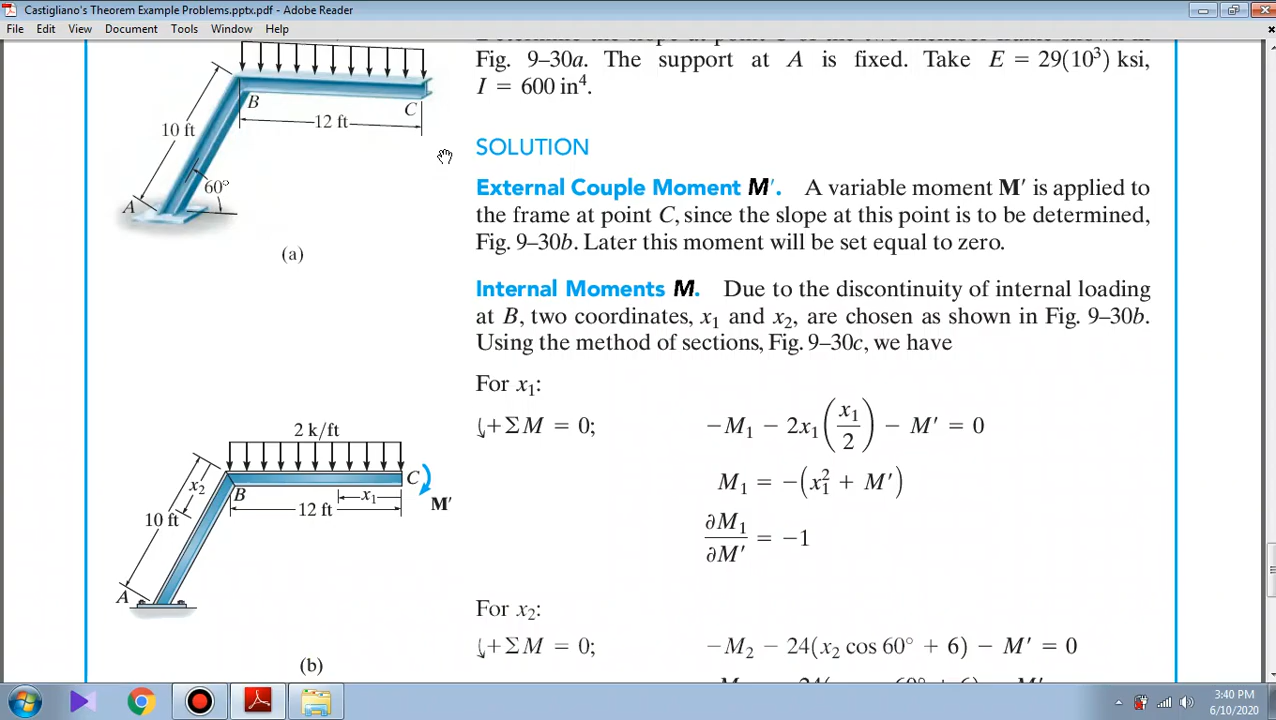 Castigliano's Theorem Example Problems.pptx.pdf - Adobe Reader
File Edit View Document Tools Window Help
Fig. 9–30a. The support at A is fixed. Take E = 29(10³) ksi,
I = 600 in⁴.
B
C
12 ft
10 ft
60°
A
(a)
SOLUTION
External Couple Moment M′. A variable moment M′ is applied to
the frame at point C, since the slope at this point is to be determined,
Fig. 9–30b. Later this moment will be set equal to zero.
Internal Moments M. Due to the discontinuity of internal loading
at B, two coordinates, x₁ and x₂, are chosen as shown in Fig. 9–30b.
Using the method of sections, Fig. 9–30c, we have
For x₁:
⤹+ΣM = 0; −M₁ − 2x₁(x₁/2) − M′ = 0
M₁ = −(x₁² + M′)
∂M₁/∂M′ = −1
For x₂:
⤹+ΣM = 0; −M₂ − 24(x₂ cos 60° + 6) − M′ = 0
2 k/ft
x₂
C
B
x₁
M′
12 ft
10 ft
A
(b)
3:40 PM
6/10/2020